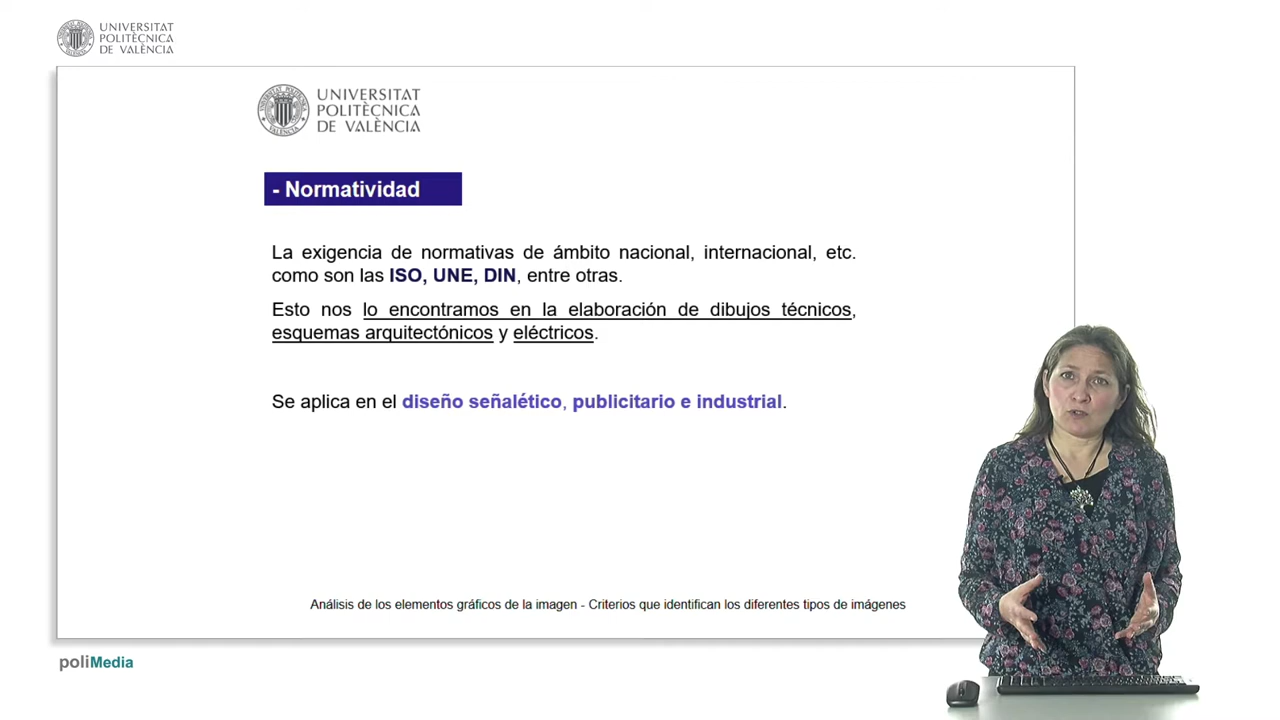 UNIVERSITAT
POLITÈCNICA
DE VALÈNCIA
UNIVERSITAT
POLITÈCNICA
DE VALÈNCIA
- Normatividad
La exigencia de normativas de ámbito nacional, internacional, etc.
como son las ISO, UNE, DIN, entre otras.
Esto nos lo encontramos en la elaboración de dibujos técnicos,
esquemas arquitectónicos y eléctricos.
Se aplica en el diseño señalético, publicitario e industrial.
Análisis de los elementos gráficos de la imagen - Criterios que identifican los diferentes tipos de imágenes
poliMedia